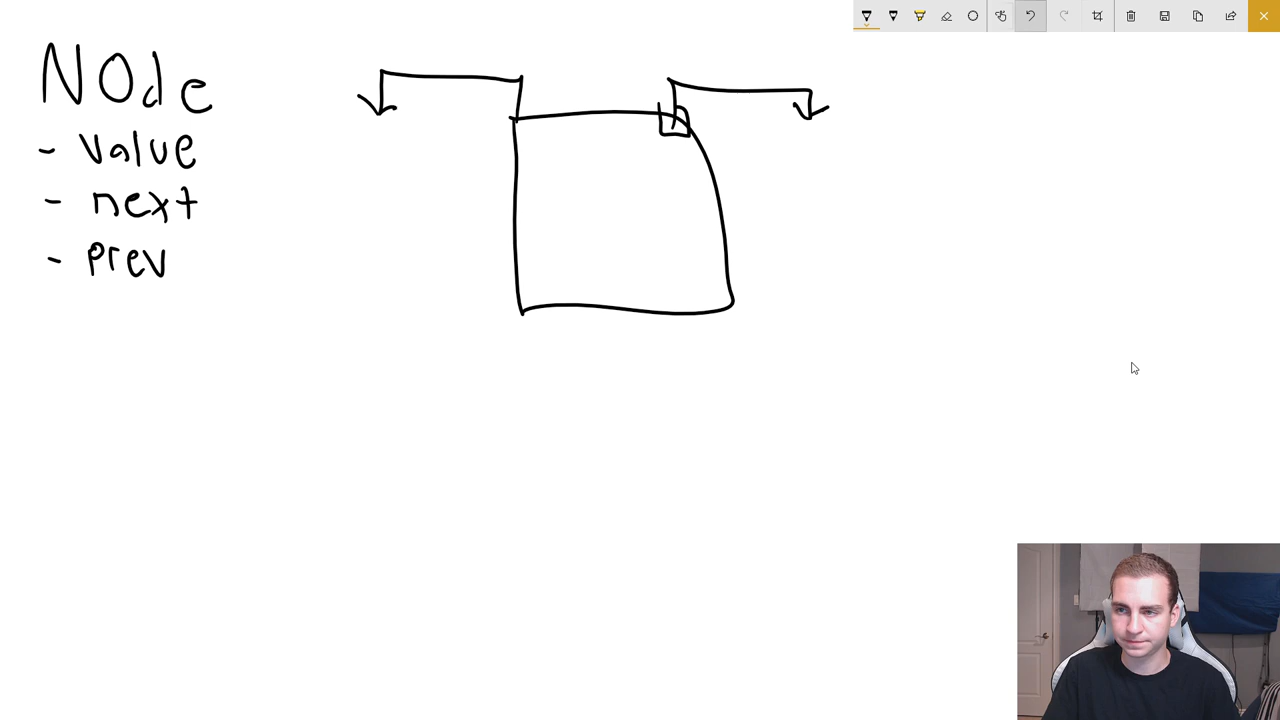 Node
- value
- next
- prev